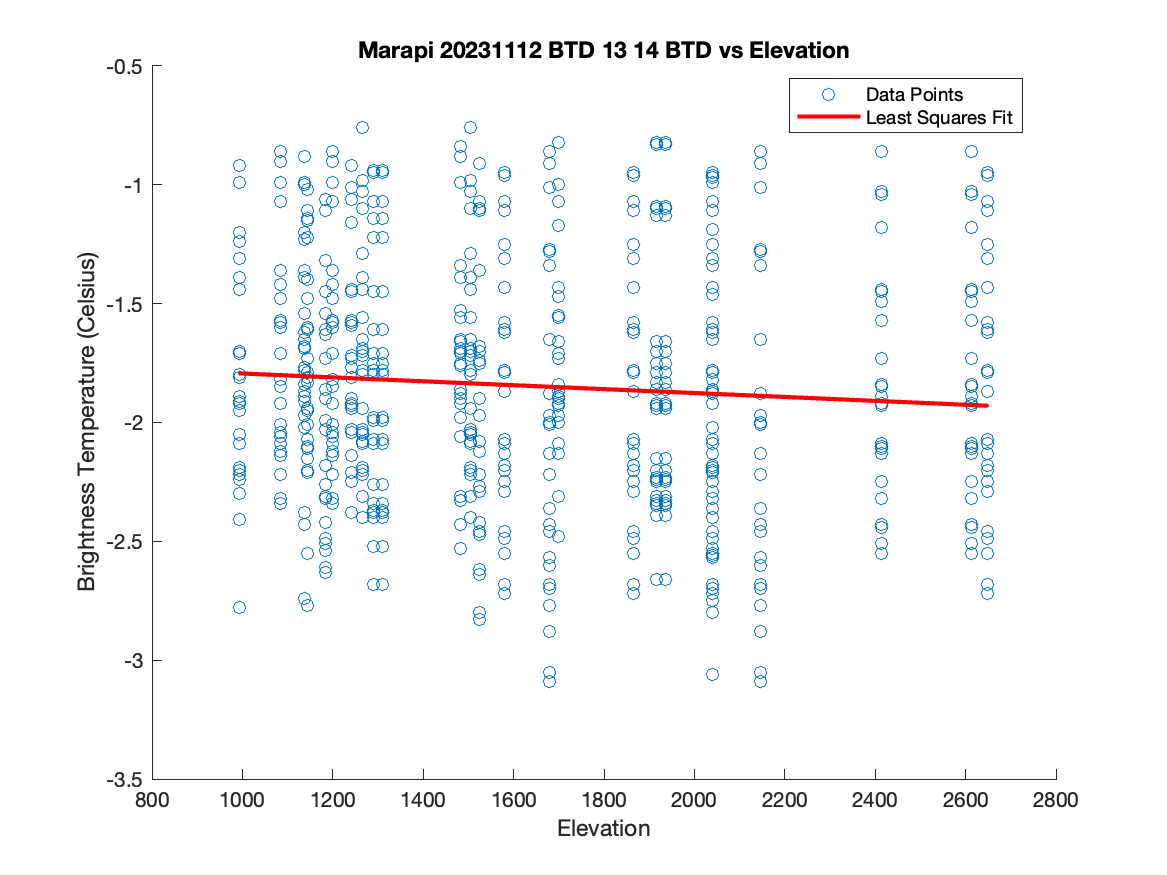 Marapi 20231112 BTD 13 14 BTD vs Elevation
Data Points
Least Squares Fit
-0.5
-1
-1.5
-2
-2.5
-3
-3.5
Brightness Temperature (Celsius)
800 1000 1200 1400 1600 1800 2000 2200 2400 2600 2800
Elevation